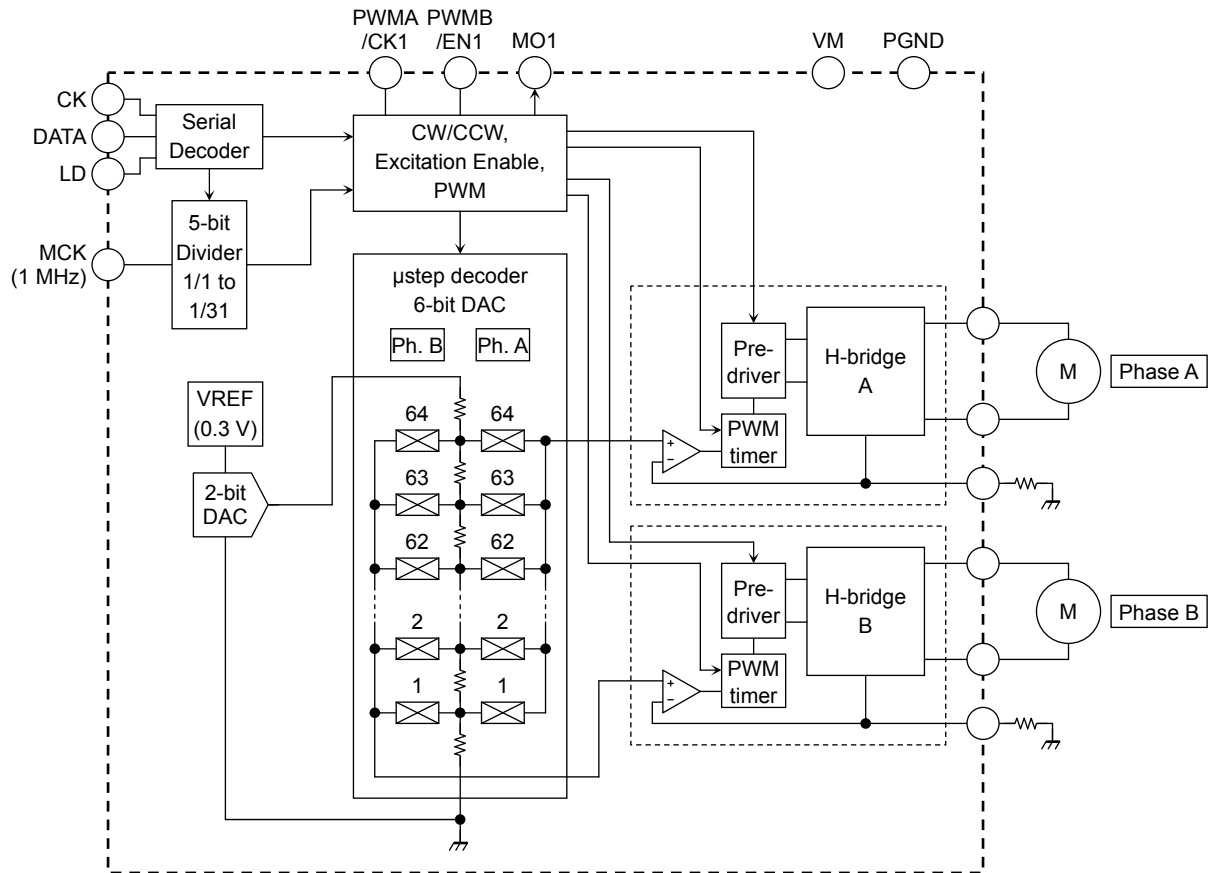 PWMA
/CK1
PWMB
/EN1
MO1
VM
PGND
CK
DATA
LD
Serial
Decoder
CW/CCW,
Excitation Enable,
PWM
MCK
(1 MHz)
5-bit
Divider
1/1 to
1/31
µstep decoder
6-bit DAC
Ph. B
Ph. A
VREF
(0.3 V)
2-bit
DAC
64
64
63
63
62
62
2
2
1
1
Pre-
driver
PWM
timer
H-bridge
A
+
−
M
Phase A
Pre-
driver
PWM
timer
H-bridge
B
+
−
M
Phase B